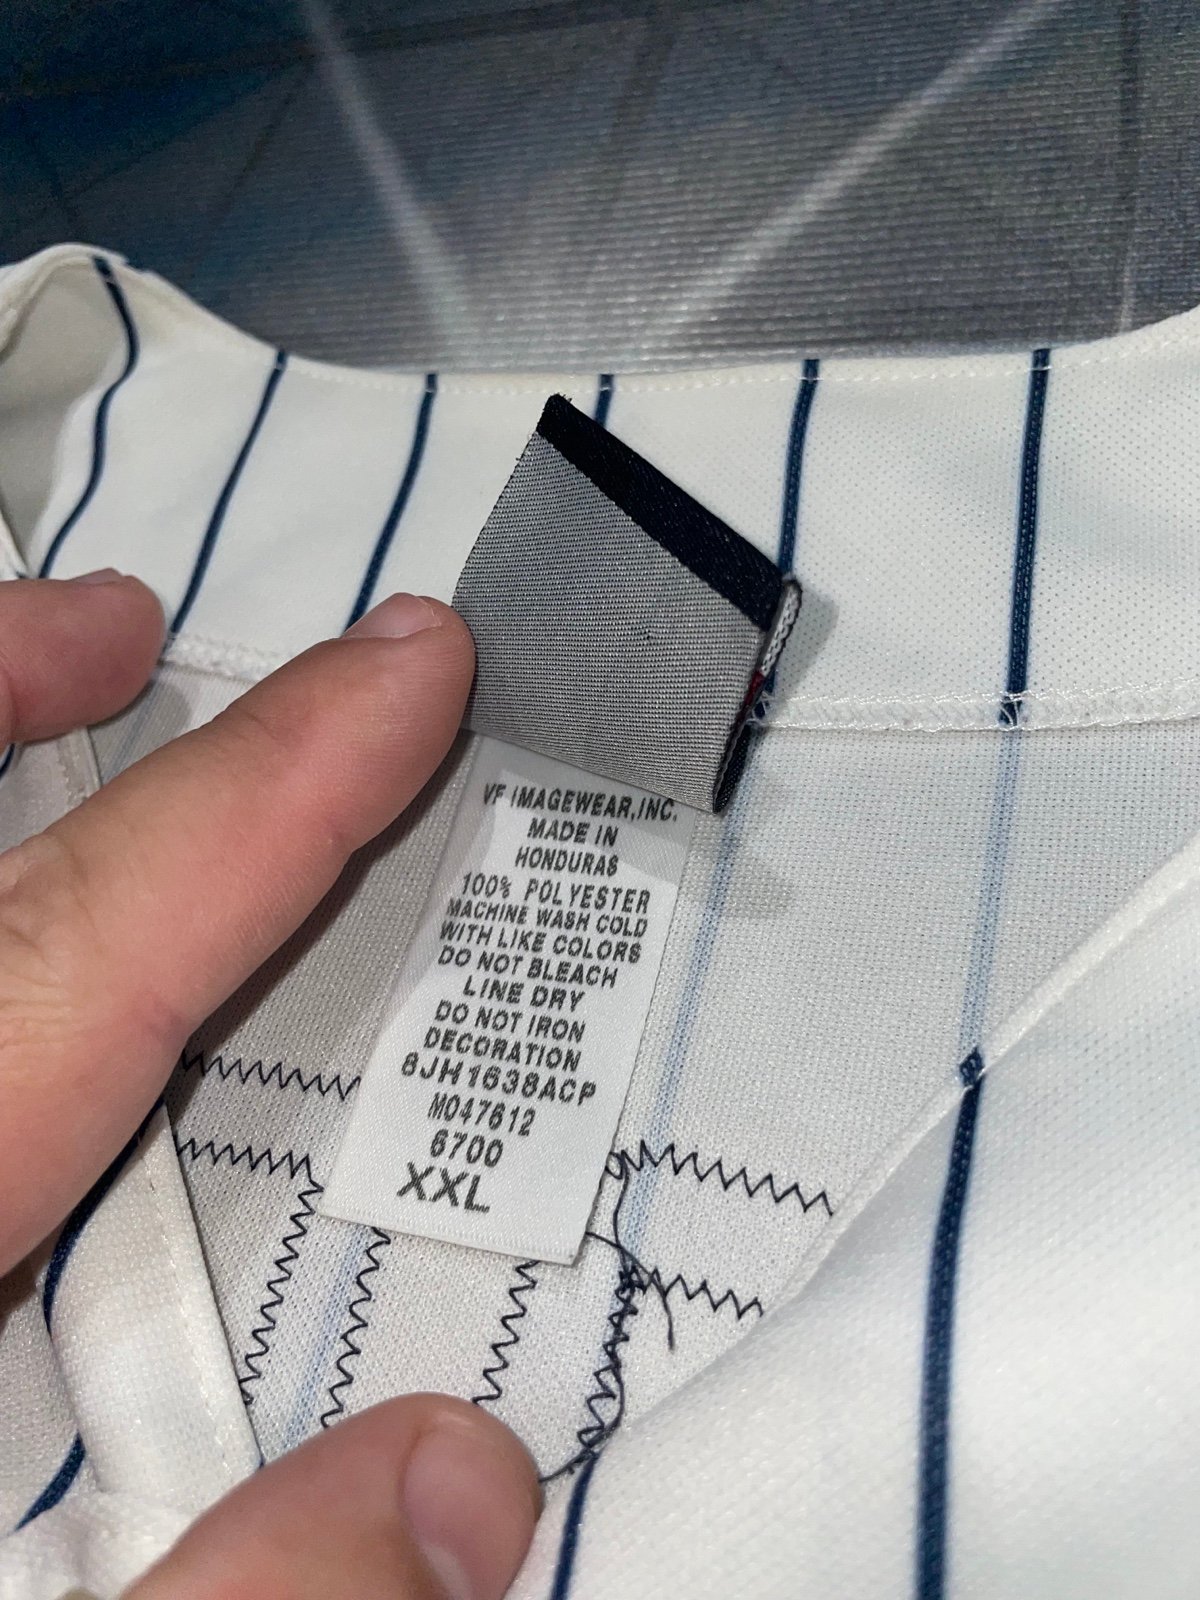 VF IMAGEWEAR, INC.
MADE IN
HONDURAS
100% POLYESTER
MACHINE WASH COLD
WITH LIKE COLORS
DO NOT BLEACH
LINE DRY
DO NOT IRON
DECORATION
8JH1638ACP
M047612
6700
XXL